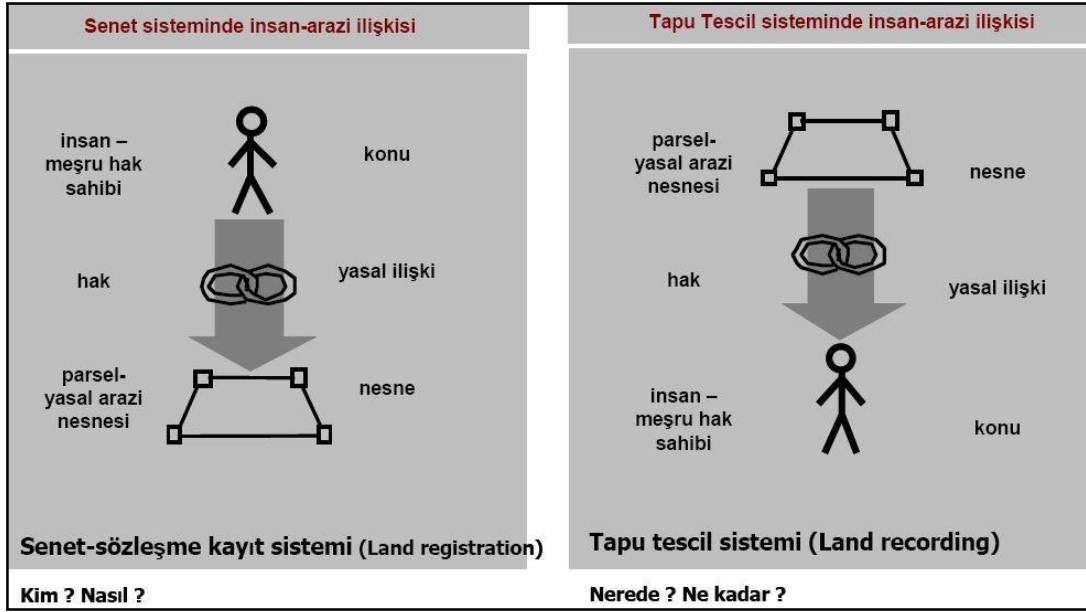 Senet sisteminde insan-arazi ilişkisi
insan –
meşru hak
sahibi
konu
hak
yasal ilişki
parsel-
yasal arazi
nesnesi
nesne
Senet-sözleşme kayıt sistemi (Land registration)
Kim ? Nasıl ?
Tapu Tescil sisteminde insan-arazi ilişkisi
parsel-
yasal arazi
nesnesi
nesne
hak
yasal ilişki
insan –
meşru hak
sahibi
konu
Tapu tescil sistemi (Land recording)
Nerede ? Ne kadar ?